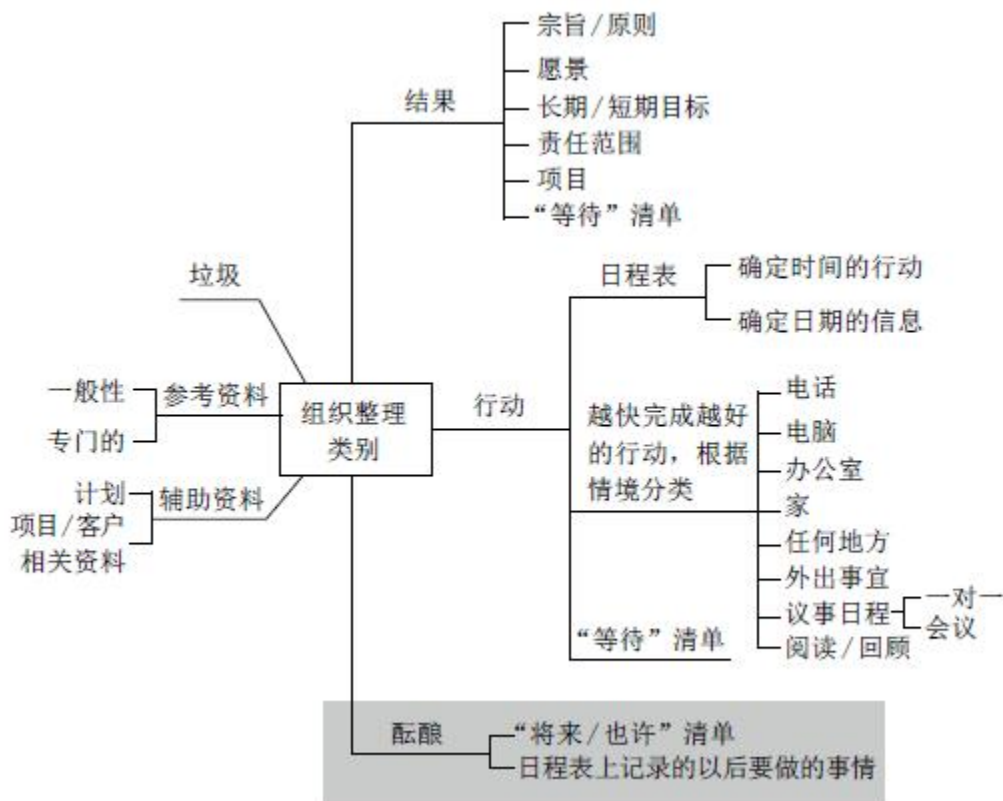 宗旨/原则
愿景
结果
长期/短期目标
责任范围
项目
“等待”清单
垃圾
日程表
确定时间的行动
确定日期的信息
一般性
参考资料
专门的
组织整理
类别
行动
越快完成越好
的行动，根据
情境分类
电话
电脑
办公室
家
任何地方
外出事宜
议事日程
一对一
会议
阅读/回顾
计划
辅助资料
项目/客户
相关资料
“等待”清单
酝酿
“将来/也许”清单
日程表上记录的以后要做的事情